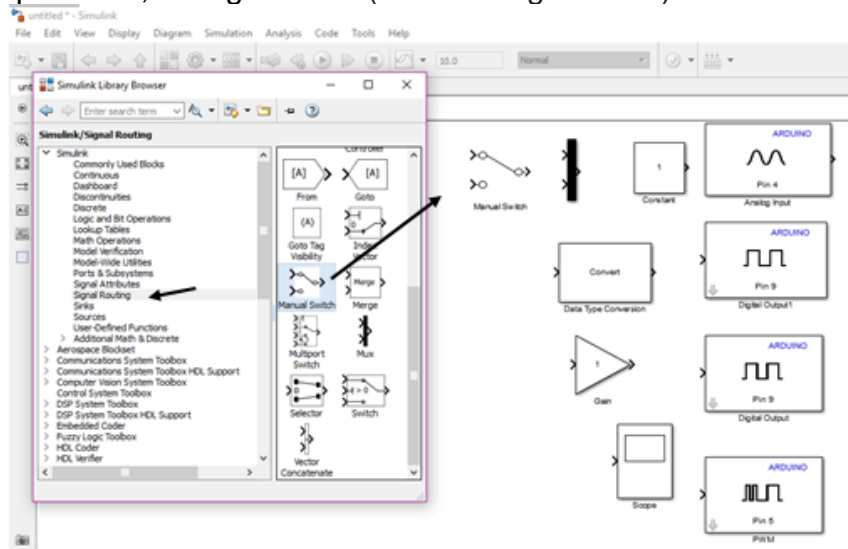 untitled * - Simulink
File Edit View Display Diagram Simulation Analysis Code Tools Help
10.0 Normal
Simulink Library Browser
Enter search term
Simulink/Signal Routing
Simulink
Commonly Used Blocks
Continuous
Dashboard
Discontinuities
Discrete
Logic and Bit Operations
Lookup Tables
Math Operations
Model Verification
Model-Wide Utilities
Ports & Subsystems
Signal Attributes
Signal Routing
Sinks
Sources
User-Defined Functions
Additional Math & Discrete
Aerospace Blockset
Communications System Toolbox
Communications System Toolbox HDL Support
Computer Vision System Toolbox
Control System Toolbox
DSP System Toolbox
DSP System Toolbox HDL Support
Embedded Coder
Fuzzy Logic Toolbox
HDL Coder
HDL Verifier
[A] [A]
From Goto
{A} 0
Goto Tag
Visibility
Index
Vector
Merge
Manual Switch Merge
Multiport
Switch
Mux
> 0
Selector Switch
Vector
Concatenate
Manual Switch
1
Constant
ARDUINO
Pin 4
Analog Input
Convert
Data Type Conversion
ARDUINO
Pin 9
Digital Output1
1
Gain
ARDUINO
Pin 9
Digital Output
Scope
ARDUINO
Pin 5
PWM